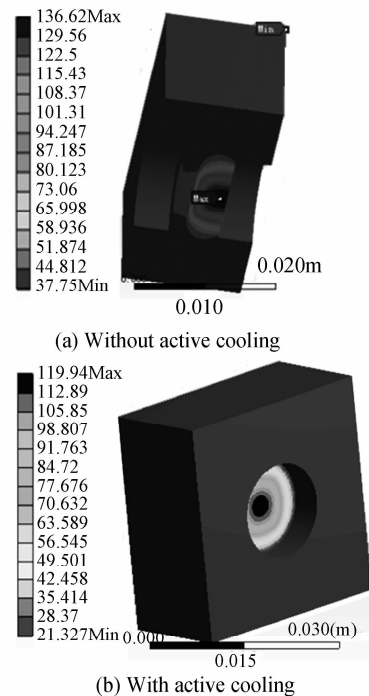 136.62Max
129.56
122.5
115.43
108.37
101.31
94.247
87.185
80.123
73.06
65.998
58.936
51.874
44.812
37.75Min
Min
Max
0.020m
0.010
(a) Without active cooling
119.94Max
112.89
105.85
98.807
91.763
84.72
77.676
70.632
63.589
56.545
49.501
42.458
35.414
28.37
21.327Min
0.000
0.030(m)
0.015
(b) With active cooling